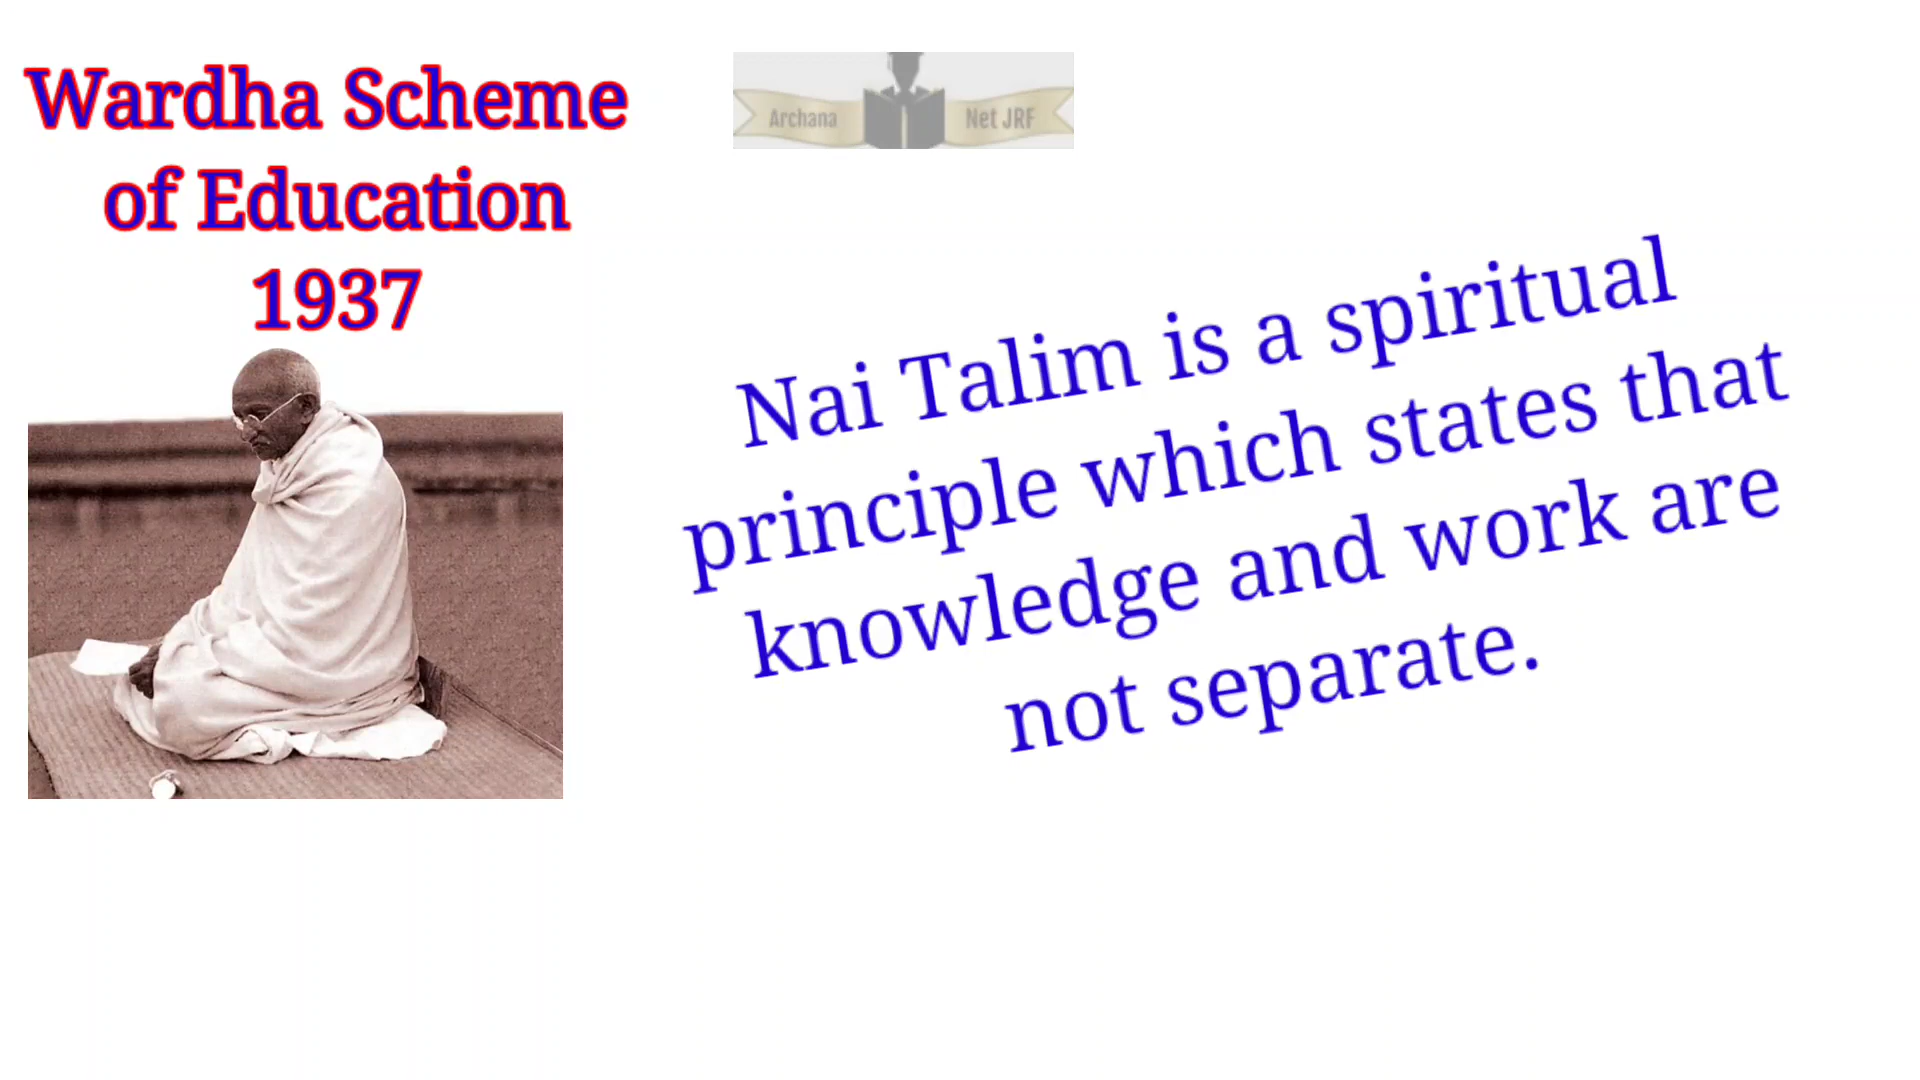 Wardha Scheme
of Education
1937
Archana Net JRF
Nai Talim is a spiritual
principle which states that
knowledge and work are
not separate.